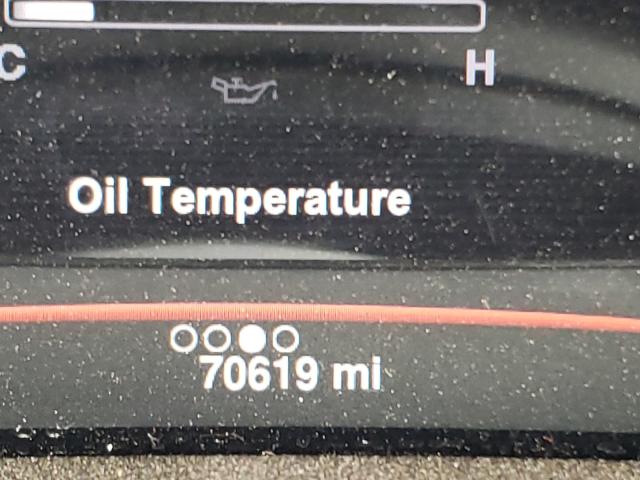 C H
Oil Temperature
70619 mi